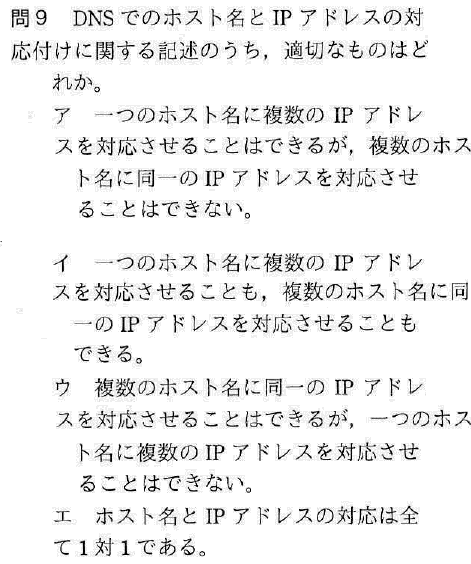 問9 DNS でのホスト名と IP アドレスの対
応付けに関する記述のうち，適切なものはど
れか。
ア 一つのホスト名に複数の IP アドレ
スを対応させることはできるが，複数のホス
ト名に同一の IP アドレスを対応させ
ることはできない。
イ 一つのホスト名に複数の IP アドレ
スを対応させることも，複数のホスト名に同
一の IP アドレスを対応させることも
できる。
ウ 複数のホスト名に同一の IP アドレ
スを対応させることはできるが，一つのホス
ト名に複数の IP アドレスを対応させ
ることはできない。
エ ホスト名と IP アドレスの対応は全
て1対1である。